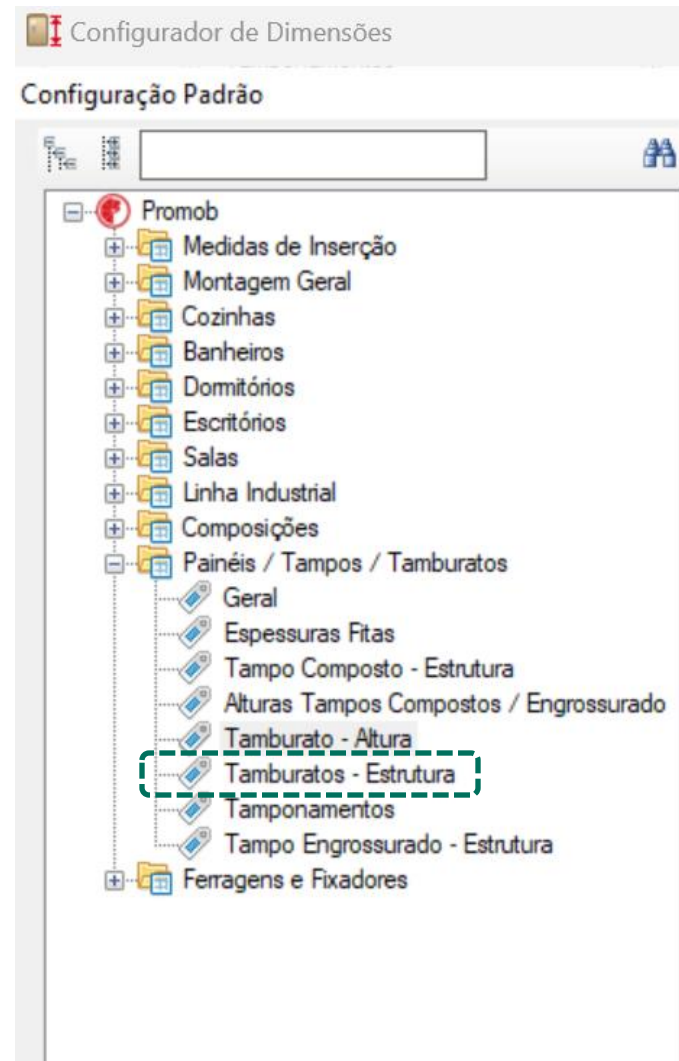 Configurador de Dimensões
Configuração Padrão
Promob
Medidas de Inserção
Montagem Geral
Cozinhas
Banheiros
Dormitórios
Escritórios
Salas
Linha Industrial
Composições
Painéis / Tampos / Tamburatos
Geral
Espessuras Fitas
Tampo Composto - Estrutura
Alturas Tampos Compostos / Engrossurado
Tamburato - Altura
Tamburatos - Estrutura
Tamponamentos
Tampo Engrossurado - Estrutura
Ferragens e Fixadores